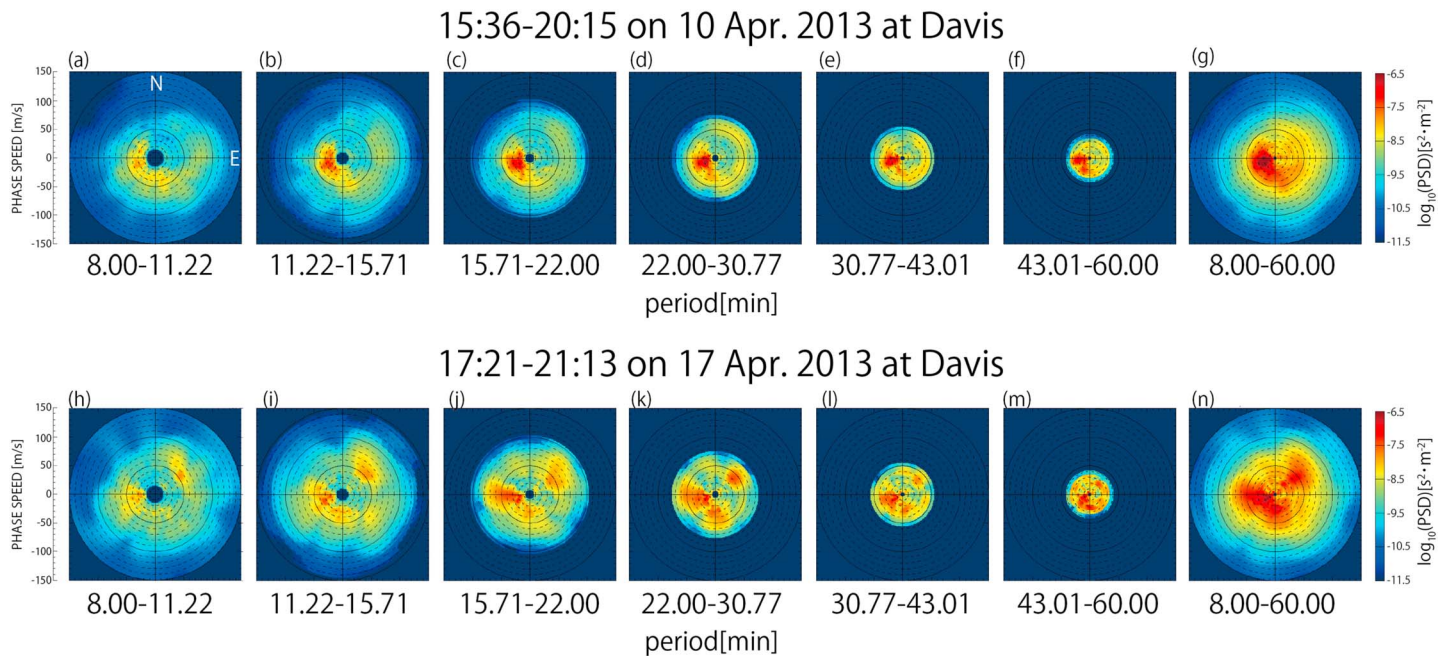 15:36-20:15 on 10 Apr. 2013 at Davis
(a) (b) (c) (d) (e) (f) (g)
150
100
50
0
-50
-100
-150
PHASE SPEED [m/s]
N
E
-6.5
-7.5
-8.5
-9.5
-10.5
-11.5
log10(PSD)[s²•m⁻²]
8.00-11.22 11.22-15.71 15.71-22.00 22.00-30.77 30.77-43.01 43.01-60.00 8.00-60.00
period[min]
17:21-21:13 on 17 Apr. 2013 at Davis
(h) (i) (j) (k) (l) (m) (n)
150
100
50
0
-50
-100
-150
PHASE SPEED [m/s]
-6.5
-7.5
-8.5
-9.5
-10.5
-11.5
log10(PSD)[s²•m⁻²]
8.00-11.22 11.22-15.71 15.71-22.00 22.00-30.77 30.77-43.01 43.01-60.00 8.00-60.00
period[min]